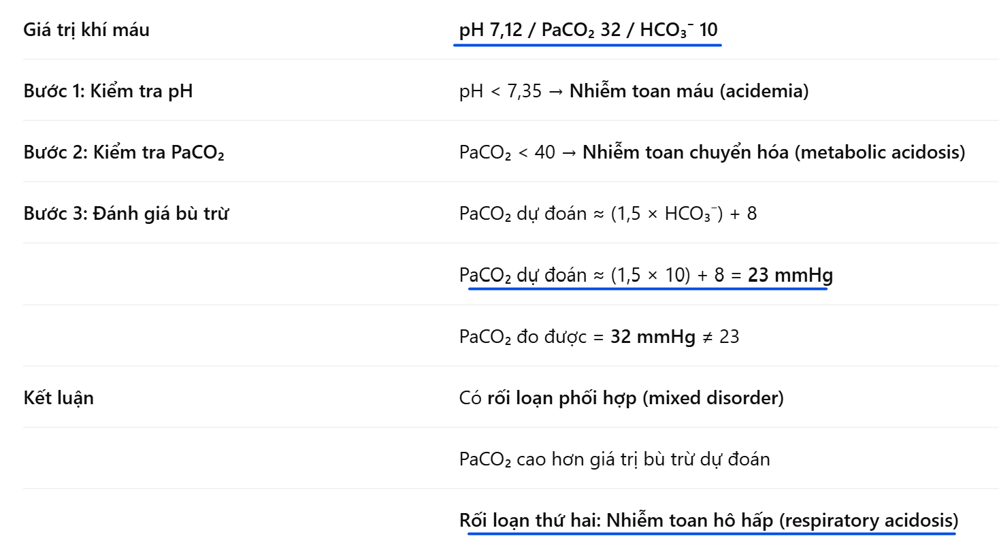 Giá trị khí máu pH 7,12 / PaCO₂ 32 / HCO₃⁻ 10
Bước 1: Kiểm tra pH pH < 7,35 → Nhiễm toan máu (acidemia)
Bước 2: Kiểm tra PaCO₂ PaCO₂ < 40 → Nhiễm toan chuyển hóa (metabolic acidosis)
Bước 3: Đánh giá bù trừ PaCO₂ dự đoán ≈ (1,5 × HCO₃⁻) + 8
PaCO₂ dự đoán ≈ (1,5 × 10) + 8 = 23 mmHg
PaCO₂ đo được = 32 mmHg ≠ 23
Kết luận Có rối loạn phối hợp (mixed disorder)
PaCO₂ cao hơn giá trị bù trừ dự đoán
Rối loạn thứ hai: Nhiễm toan hô hấp (respiratory acidosis)